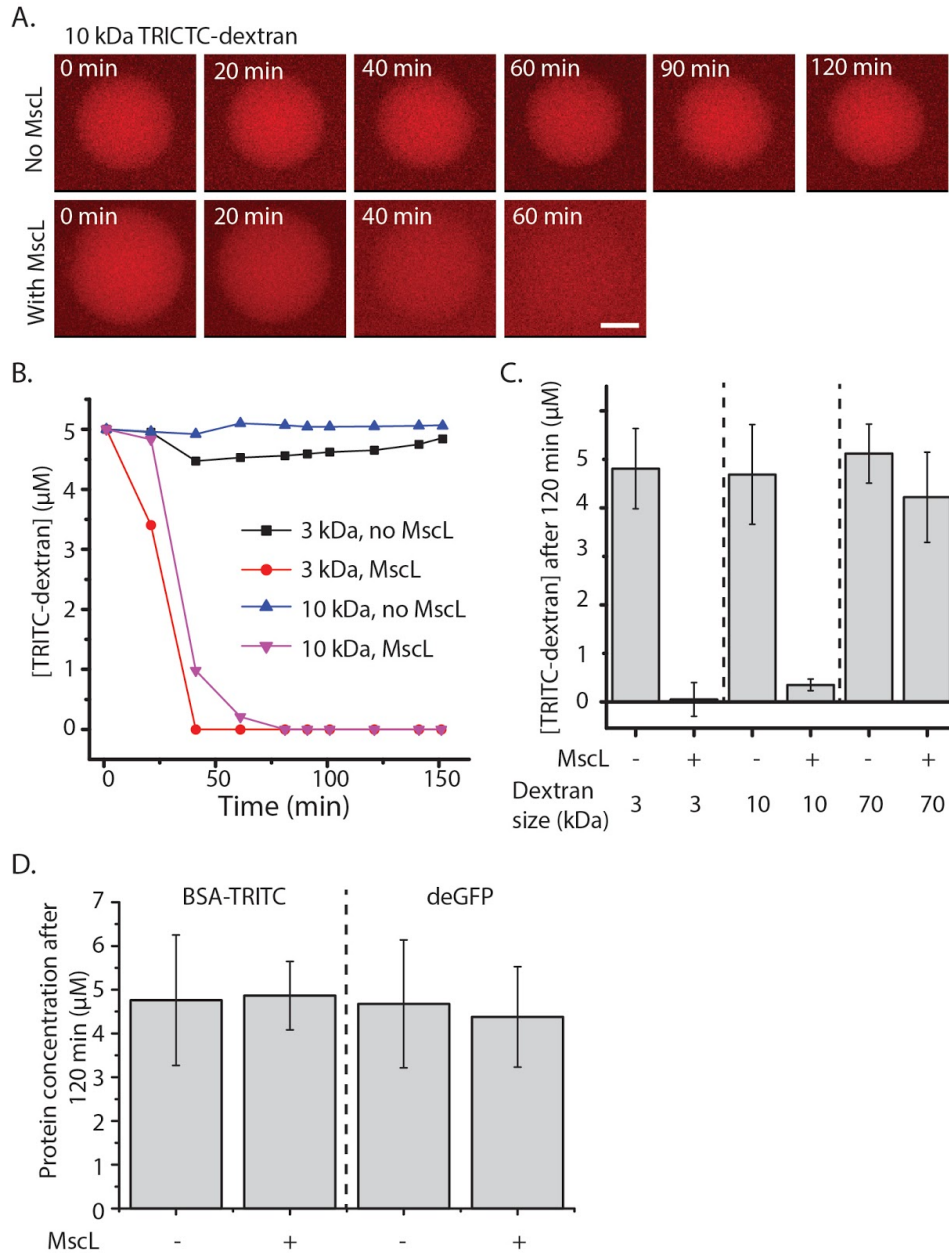 A.
10 kDa TRICTC-dextran
No MscL
0 min 20 min 40 min 60 min 90 min 120 min
With MscL
0 min 20 min 40 min 60 min
B.
[TRITC-dextran] (µM)
5
4
3
2
1
0
3 kDa, no MscL
3 kDa, MscL
10 kDa, no MscL
10 kDa, MscL
0 50 100 150
Time (min)
C.
[TRITC-dextran] after 120 min (µM)
5
4
3
2
1
0
MscL - + - + - +
Dextran
size (kDa) 3 3 10 10 70 70
D.
Protein concentration after
120 min (µM)
7
6
5
4
3
2
1
0
BSA-TRITC deGFP
MscL - + - +